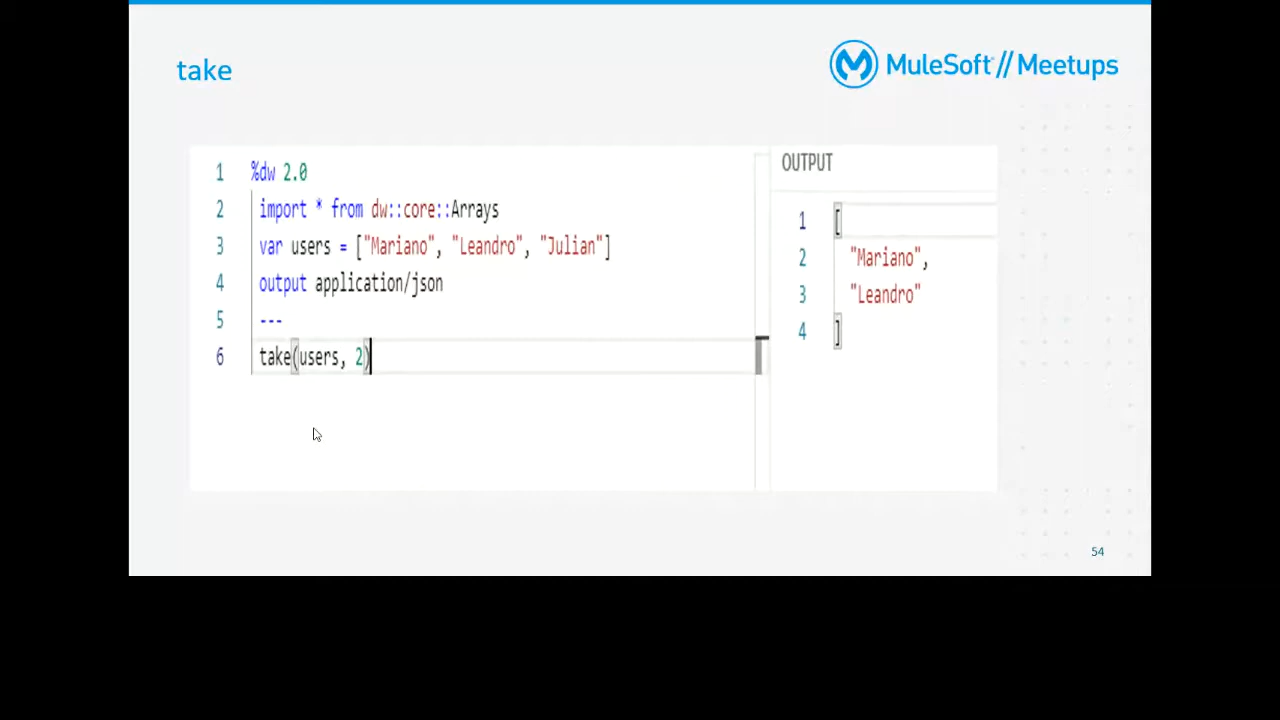 take
MuleSoft // Meetups
1 %dw 2.0
2 import * from dw::core::Arrays
3 var users = ["Mariano", "Leandro", "Julian"]
4 output application/json
5 ---
6 take(users, 2)
OUTPUT
1 [
2 "Mariano",
3 "Leandro"
4 ]
54